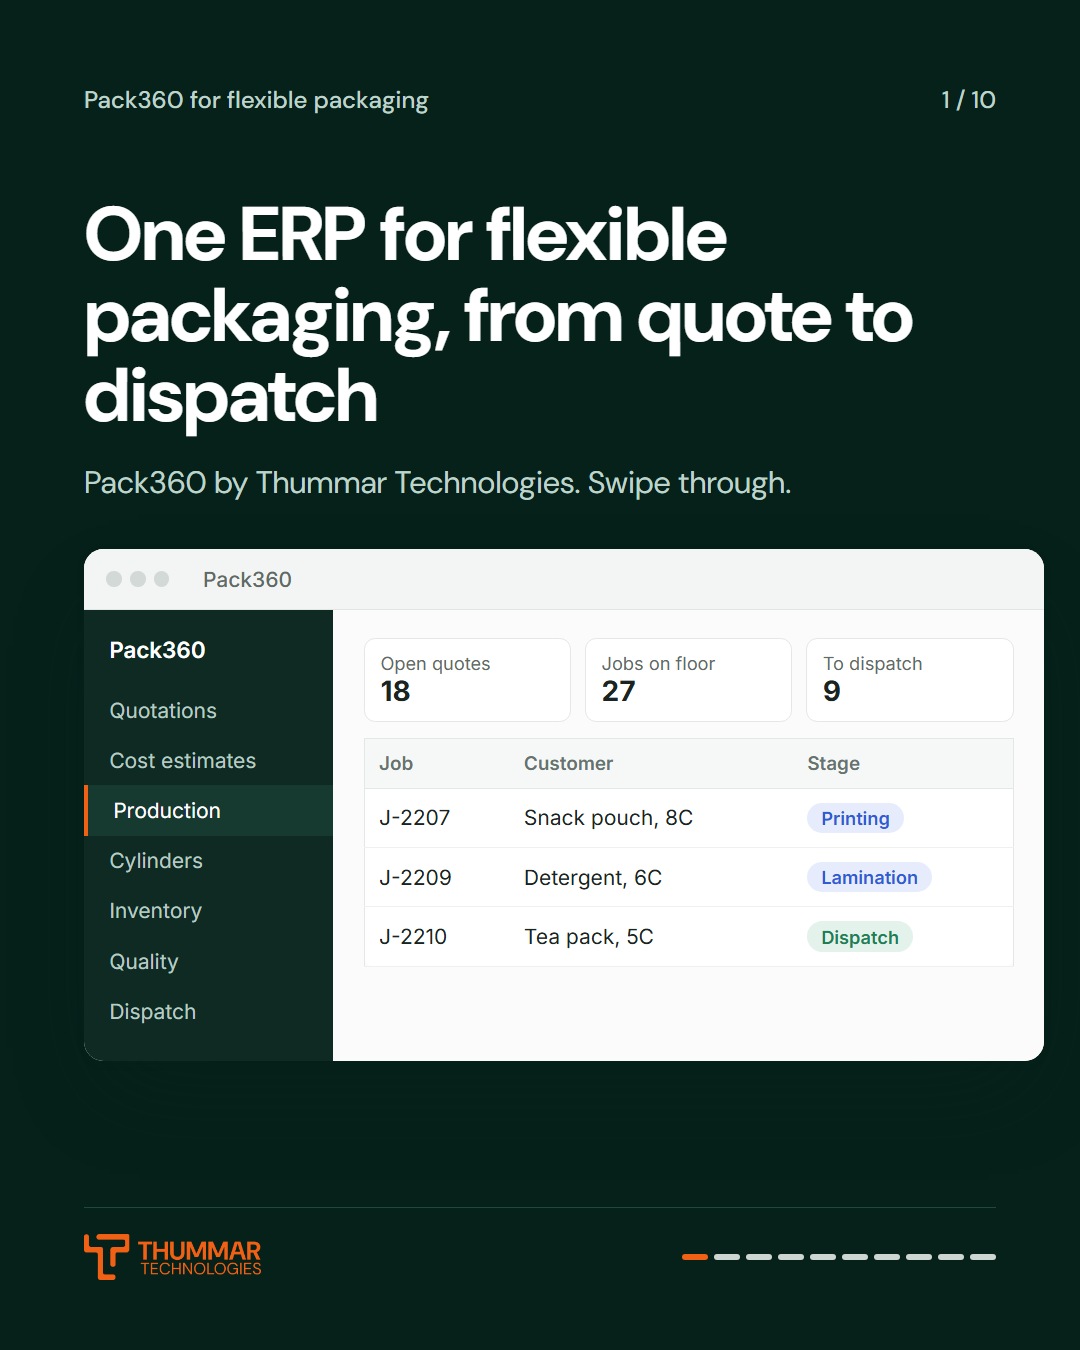 Pack360 for flexible packaging
1 / 10
One ERP for flexible
packaging, from quote to
dispatch
Pack360 by Thummar Technologies. Swipe through.
Pack360
Pack360
Quotations
Cost estimates
Production
Cylinders
Inventory
Quality
Dispatch
Open quotes
18
Jobs on floor
27
To dispatch
9
Job Customer Stage
J-2207 Snack pouch, 8C Printing
J-2209 Detergent, 6C Lamination
J-2210 Tea pack, 5C Dispatch
THUMMAR
TECHNOLOGIES